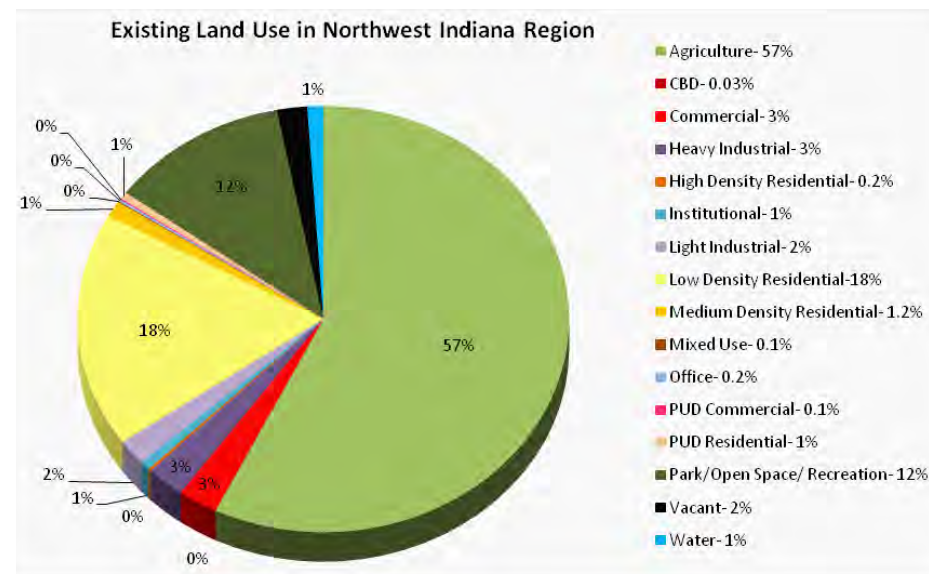 Existing Land Use in Northwest Indiana Region
1%
0%
1%
0%
0%
1%
12%
18%
57%
3%
3%
2%
1%
0%
0%
Agriculture- 57%
CBD- 0.03%
Commercial- 3%
Heavy Industrial- 3%
High Density Residential- 0.2%
Institutional- 1%
Light Industrial- 2%
Low Density Residential-18%
Medium Density Residential- 1.2%
Mixed Use- 0.1%
Office- 0.2%
PUD Commercial- 0.1%
PUD Residential- 1%
Park/Open Space/ Recreation- 12%
Vacant- 2%
Water- 1%